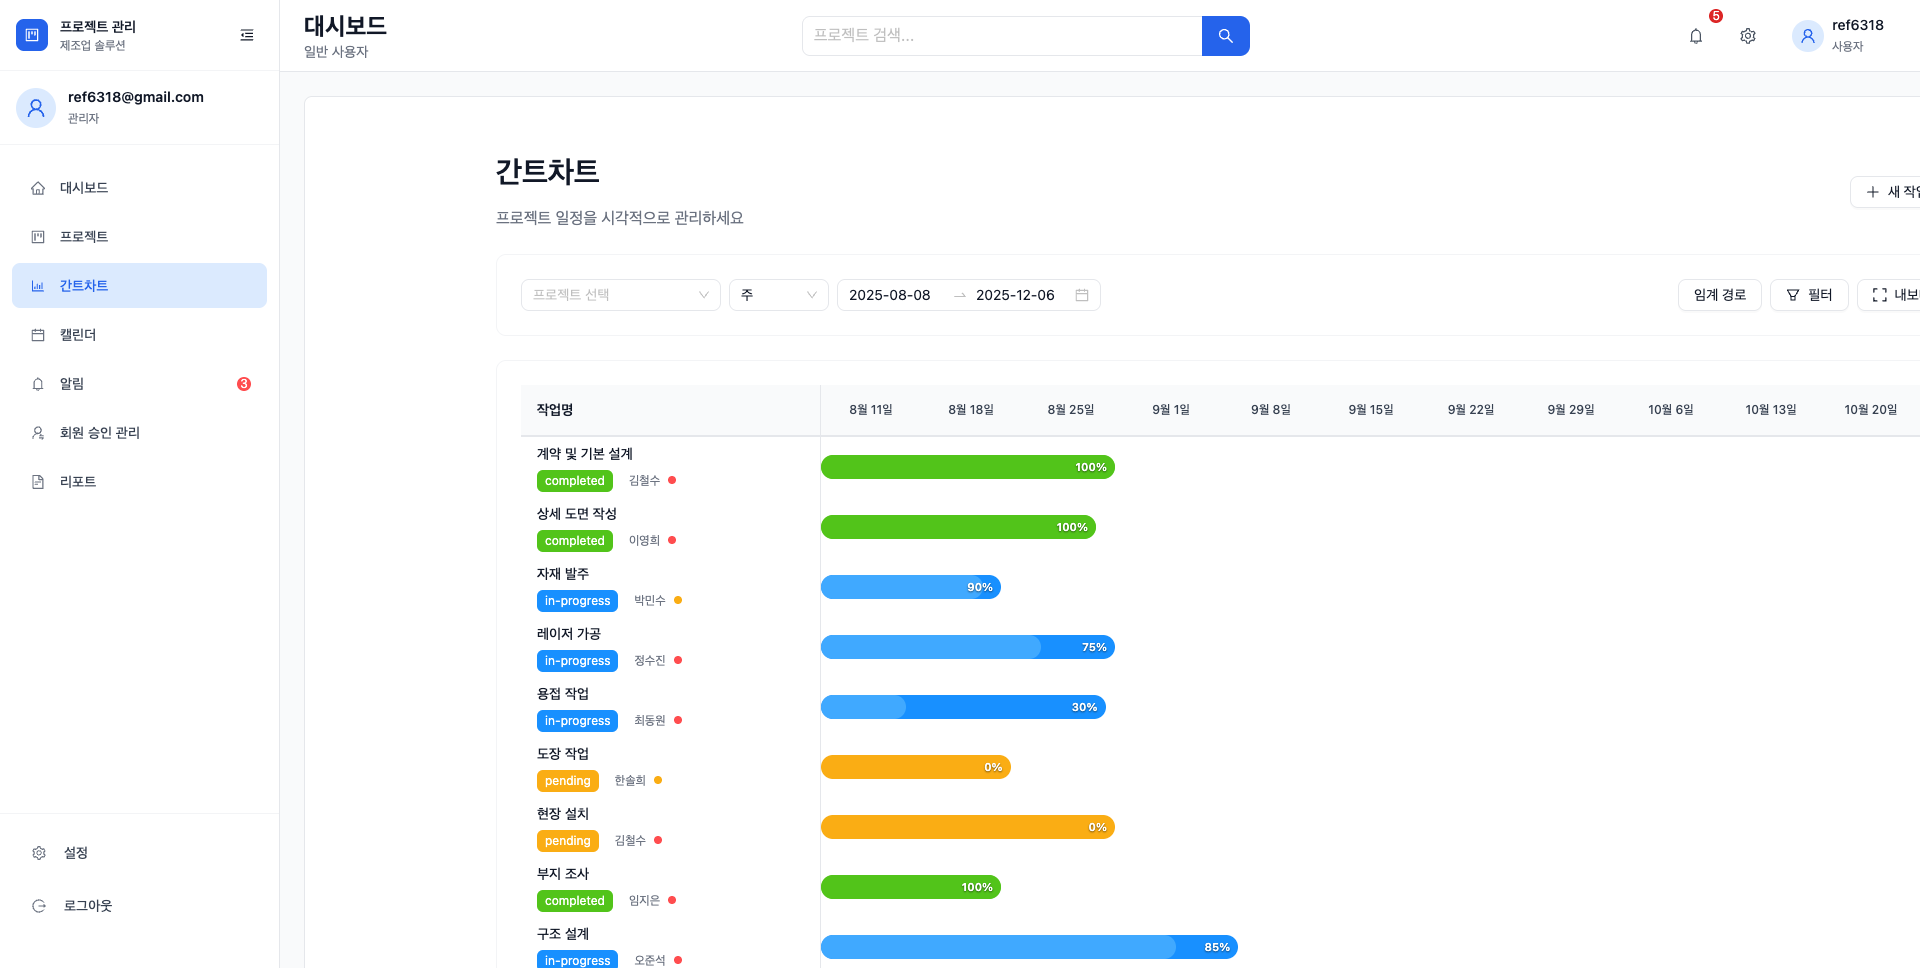 프로젝트 관리
제조업 솔루션
ref6318@gmail.com
관리자
대시보드
프로젝트
간트차트
캘린더
알림
3
회원 승인 관리
리포트
설정
로그아웃
대시보드
일반 사용자
프로젝트 검색...
5
ref6318
사용자
간트차트
프로젝트 일정을 시각적으로 관리하세요
새 작업
프로젝트 선택
주
2025-08-08
2025-12-06
임계 경로
필터
내보
작업명
8월 11일
8월 18일
8월 25일
9월 1일
9월 8일
9월 15일
9월 22일
9월 29일
10월 6일
10월 13일
10월 20일
계약 및 기본 설계
completed 김철수
100%
상세 도면 작성
completed 이영희
100%
자재 발주
in-progress 박민수
90%
레이저 가공
in-progress 정수진
75%
용접 작업
in-progress 최동원
30%
도장 작업
pending 한솔희
0%
현장 설치
pending 김철수
0%
부지 조사
completed 임지은
100%
구조 설계
in-progress 오준석
85%